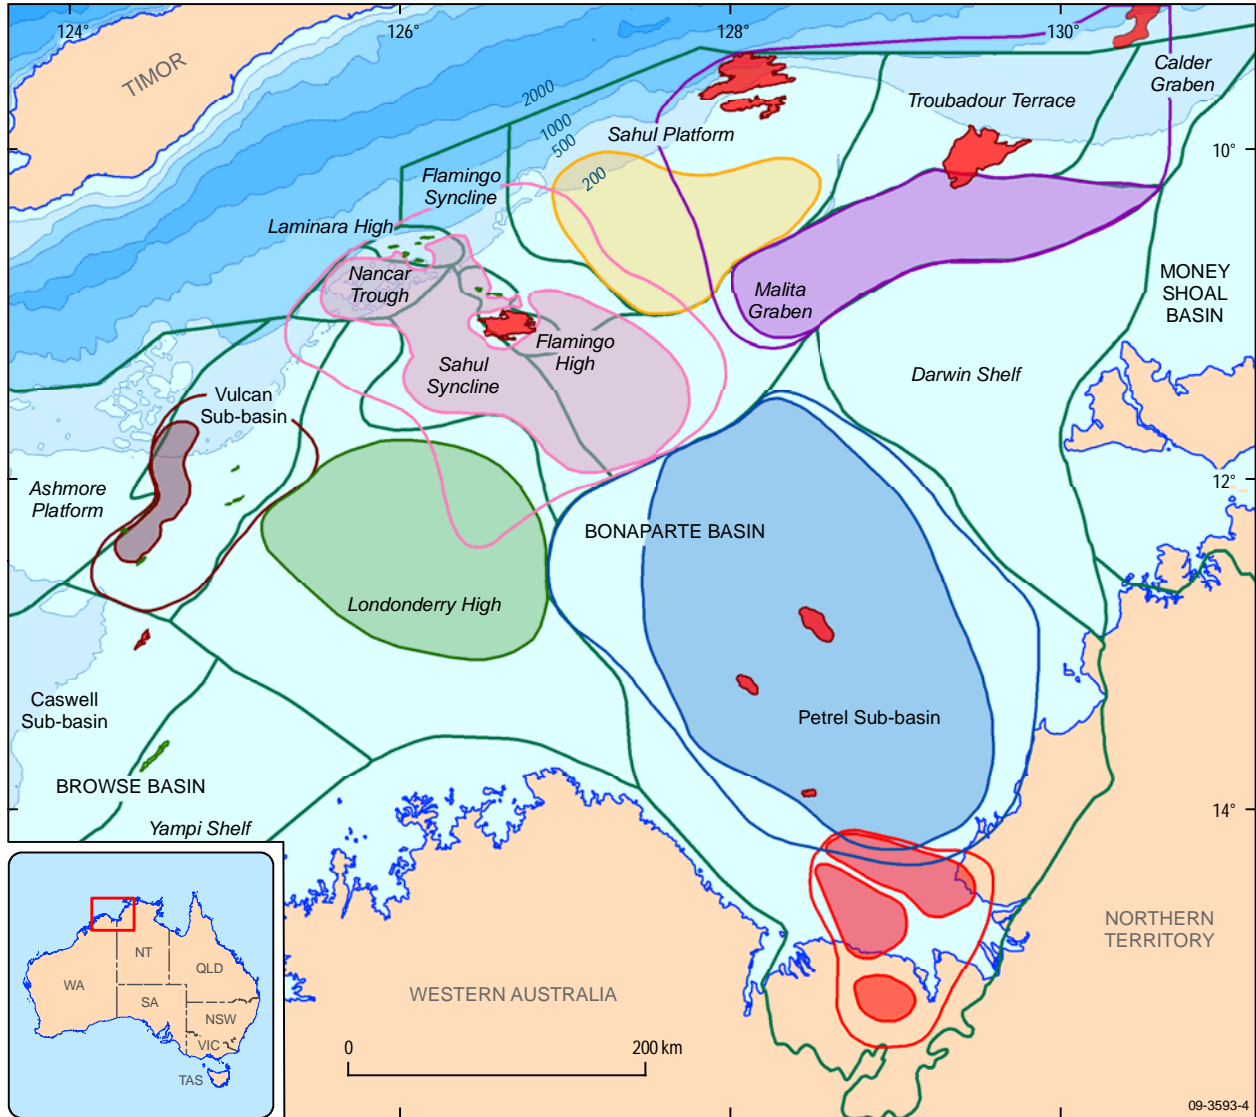 124°
126°
128°
130°
TIMOR
Calder
Graben
Troubadour Terrace
2000
1000
500
200
Sahul Platform
10°
Flamingo
Syncline
Laminara High
Nancar
Trough
MONEY
SHOAL
BASIN
Malita
Graben
Flamingo
High
Sahul
Syncline
Darwin Shelf
Vulcan
Sub-basin
Ashmore
Platform
12°
BONAPARTE BASIN
Londonderry High
Caswell
Sub-basin
Petrel Sub-basin
BROWSE BASIN
Yampi Shelf
14°
NORTHERN
TERRITORY
WESTERN AUSTRALIA
NT
QLD
WA
SA
NSW
VIC
TAS
0
200 km
09-3593-4